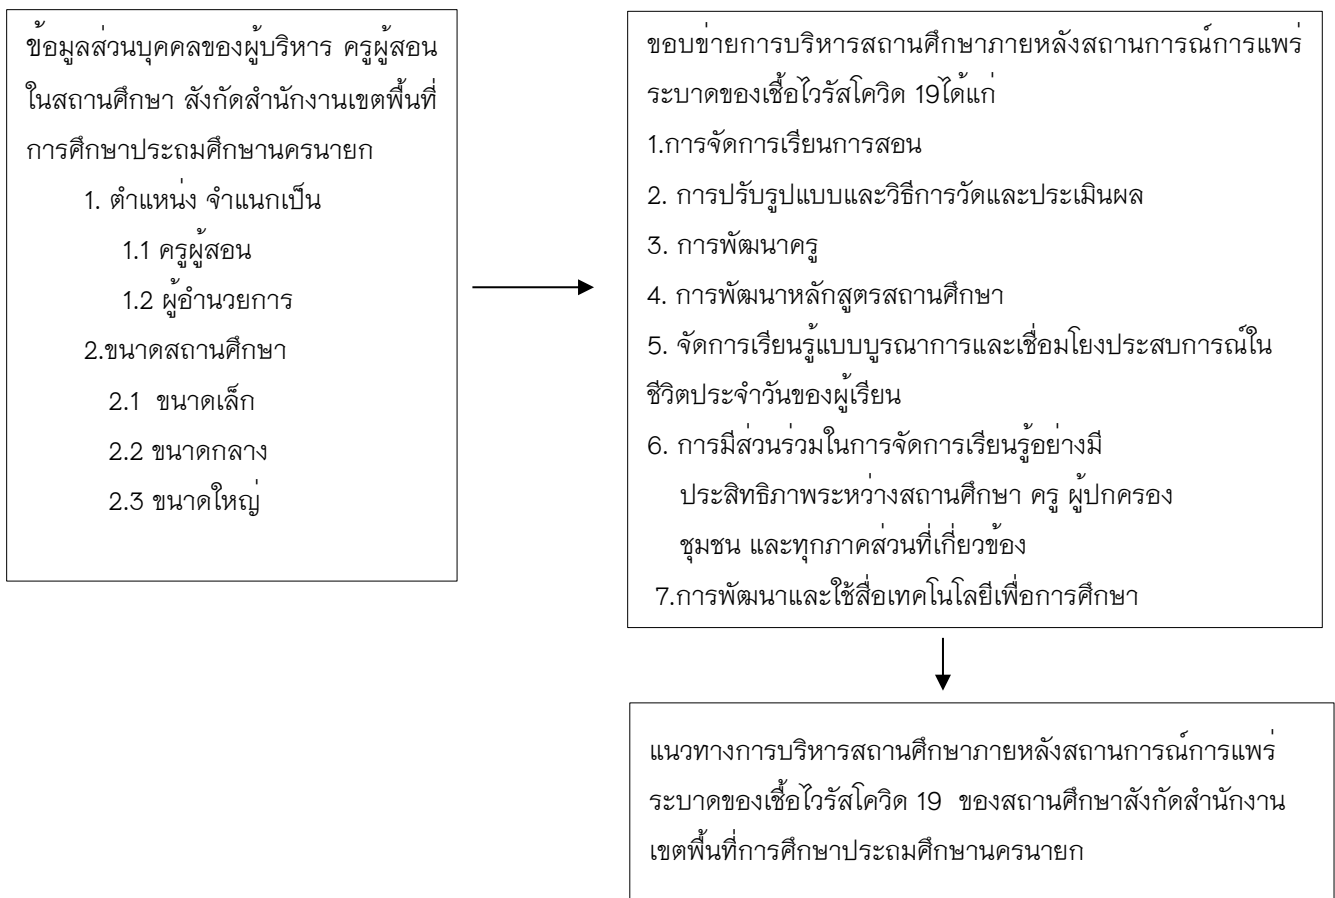 ข้อมูลส่วนบุคคลของผู้บริหาร ครูผู้สอน
ในสถานศึกษา สังกัดสำนักงานเขตพื้นที่
การศึกษาประถมศึกษานครนายก
1. ตำแหน่ง จำแนกเป็น
1.1 ครูผู้สอน
1.2 ผู้อำนวยการ
2.ขนาดสถานศึกษา
2.1 ขนาดเล็ก
2.2 ขนาดกลาง
2.3 ขนาดใหญ่
ขอบข่ายการบริหารสถานศึกษาภายหลังสถานการณ์การแพร่
ระบาดของเชื้อไวรัสโควิด 19ได้แก่
1.การจัดการเรียนการสอน
2. การปรับรูปแบบและวิธีการวัดและประเมินผล
3. การพัฒนาครู
4. การพัฒนาหลักสูตรสถานศึกษา
5. จัดการเรียนรู้แบบบูรณาการและเชื่อมโยงประสบการณ์ใน
ชีวิตประจำวันของผู้เรียน
6. การมีส่วนร่วมในการจัดการเรียนรู้อย่างมี
ประสิทธิภาพระหว่างสถานศึกษา ครู ผู้ปกครอง
ชุมชน และทุกภาคส่วนที่เกี่ยวข้อง
7.การพัฒนาและใช้สื่อเทคโนโลยีเพื่อการศึกษา
แนวทางการบริหารสถานศึกษาภายหลังสถานการณ์การแพร่
ระบาดของเชื้อไวรัสโควิด 19 ของสถานศึกษาสังกัดสำนักงาน
เขตพื้นที่การศึกษาประถมศึกษานครนายก